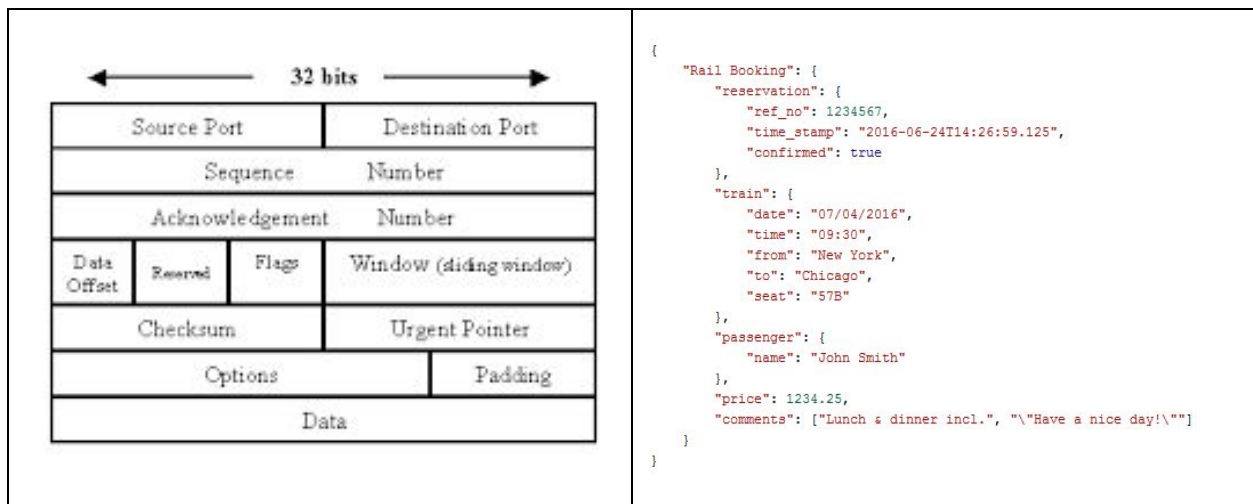 32 bits
Source Port Destination Port
Sequence Number
Acknowledgement Number
Data Offset Reserved Flags Window (sliding window)
Checksum Urgent Pointer
Options Padding
Data
{
"Rail Booking": {
"reservation": {
"ref_no": 1234567,
"time_stamp": "2016-06-24T14:26:59.125",
"confirmed": true
},
"train": {
"date": "07/04/2016",
"time": "09:30",
"from": "New York",
"to": "Chicago",
"seat": "57B"
},
"passenger": {
"name": "John Smith"
},
"price": 1234.25,
"comments": ["Lunch & dinner incl.", "\"Have a nice day!\""]
}
}